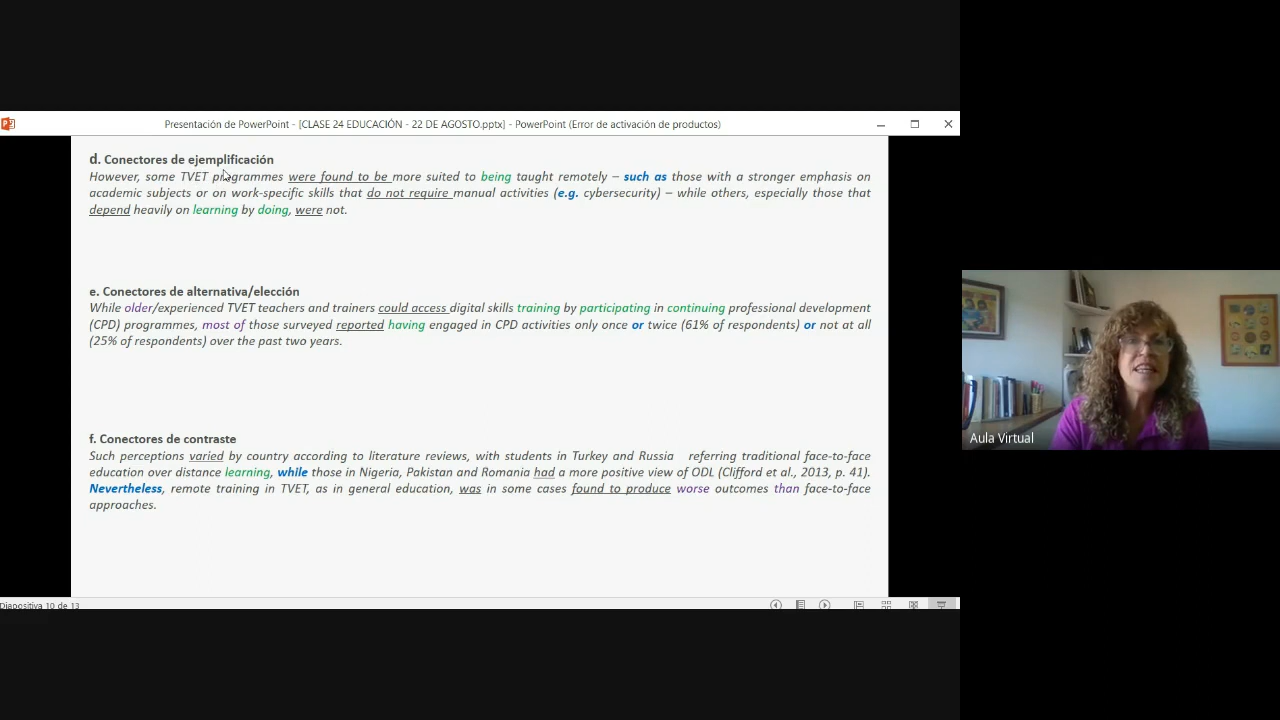 Presentación de PowerPoint - [CLASE 24 EDUCACIÓN - 22 DE AGOSTO.pptx] - PowerPoint (Error de activación de productos)
d. Conectores de ejemplificación
However, some TVET programmes were found to be more suited to being taught remotely – such as those with a stronger emphasis on
academic subjects or on work-specific skills that do not require manual activities (e.g. cybersecurity) – while others, especially those that
depend heavily on learning by doing, were not.
e. Conectores de alternativa/elección
While older/experienced TVET teachers and trainers could access digital skills training by participating in continuing professional development
(CPD) programmes, most of those surveyed reported having engaged in CPD activities only once or twice (61% of respondents) or not at all
(25% of respondents) over the past two years.
f. Conectores de contraste
Such perceptions varied by country according to literature reviews, with students in Turkey and Russia referring traditional face-to-face
education over distance learning, while those in Nigeria, Pakistan and Romania had a more positive view of ODL (Clifford et al., 2013, p. 41).
Nevertheless, remote training in TVET, as in general education, was in some cases found to produce worse outcomes than face-to-face
approaches.
Diapositiva 10 de 13
Aula Virtual